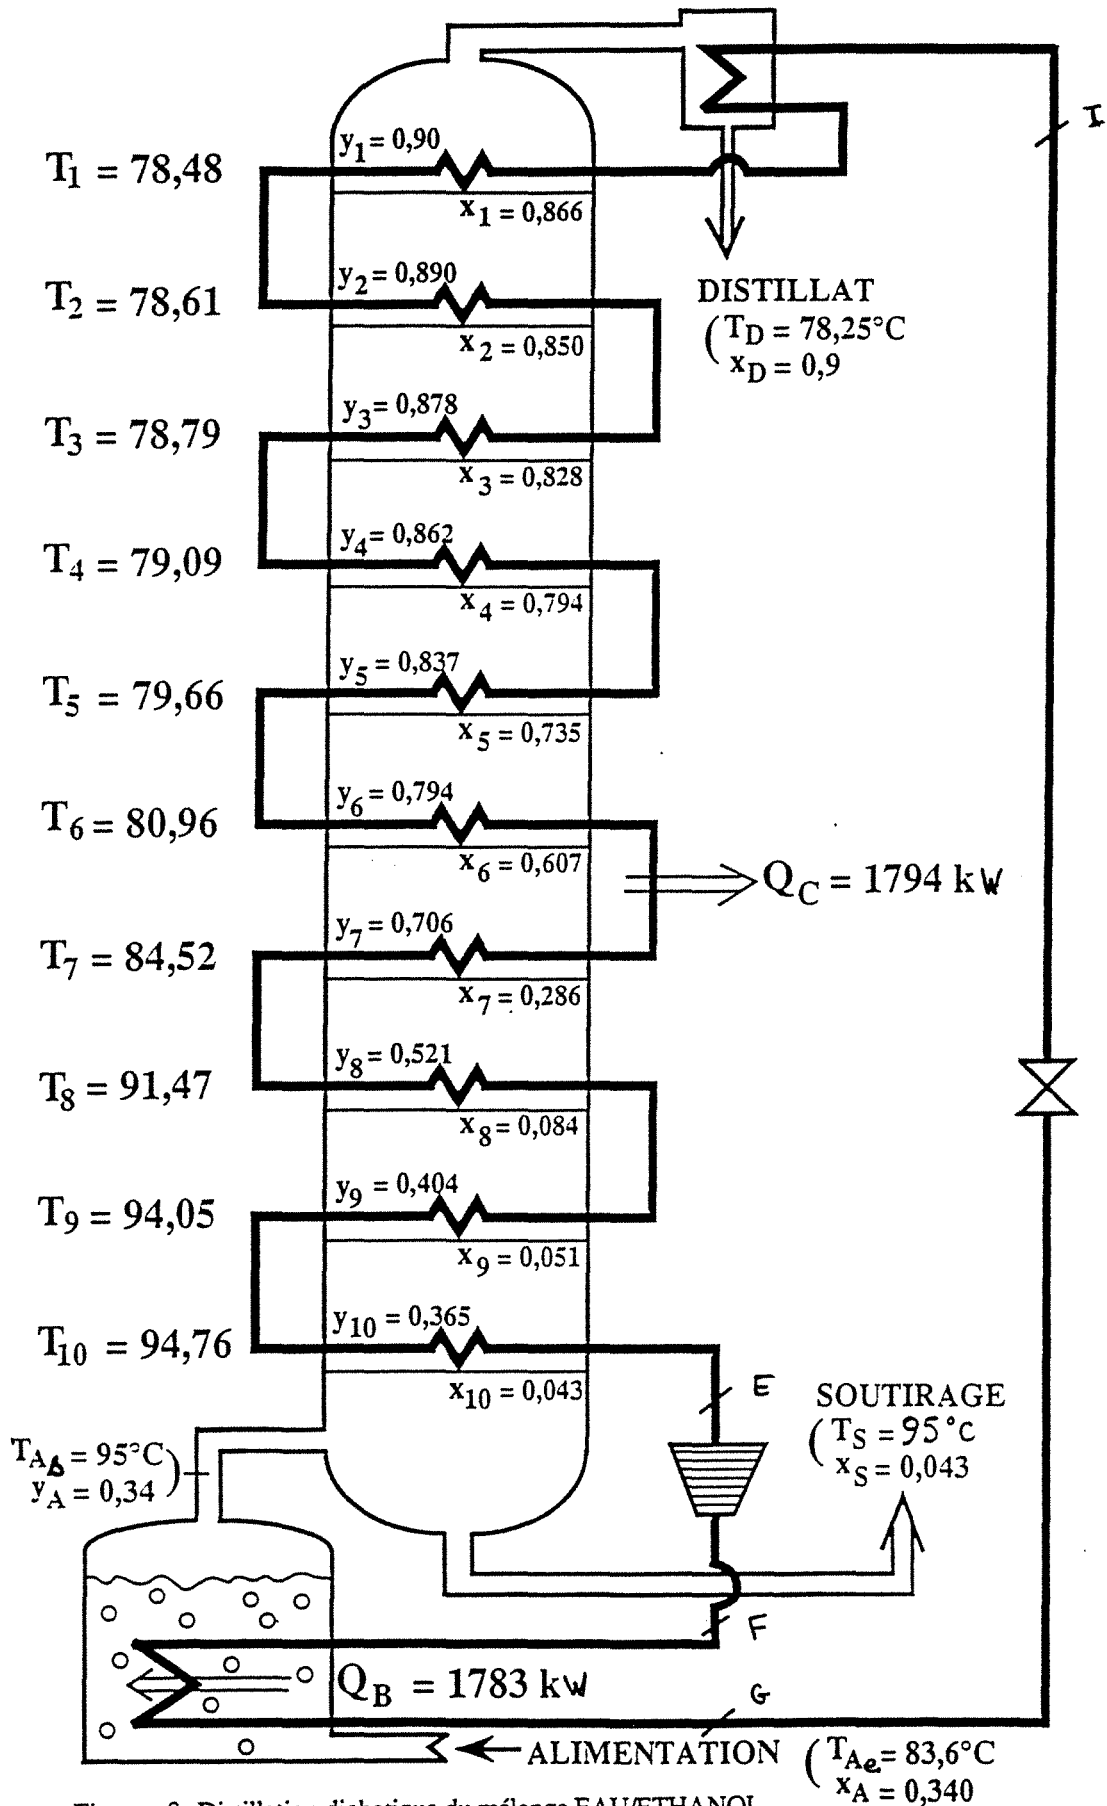 I
y1 = 0,90
T1 = 78,48
x1 = 0,866
y2 = 0,890
T2 = 78,61
x2 = 0,850
DISTILLAT
( TD = 78,25°C
xD = 0,9
y3 = 0,878
T3 = 78,79
x3 = 0,828
y4 = 0,862
T4 = 79,09
x4 = 0,794
y5 = 0,837
T5 = 79,66
x5 = 0,735
y6 = 0,794
T6 = 80,96
x6 = 0,607
QC = 1794 kW
y7 = 0,706
T7 = 84,52
x7 = 0,286
y8 = 0,521
T8 = 91,47
x8 = 0,084
y9 = 0,404
T9 = 94,05
x9 = 0,051
y10 = 0,365
T10 = 94,76
x10 = 0,043
E
SOUTIRAGE
( TS = 95°C
xS = 0,043
TAs = 95°C )
yA = 0,34
F
QB = 1783 kW
G
ALIMENTATION
( TAe = 83,6°C
xA = 0,340
Distillation diabatique du mélange EAU/ETHANOL